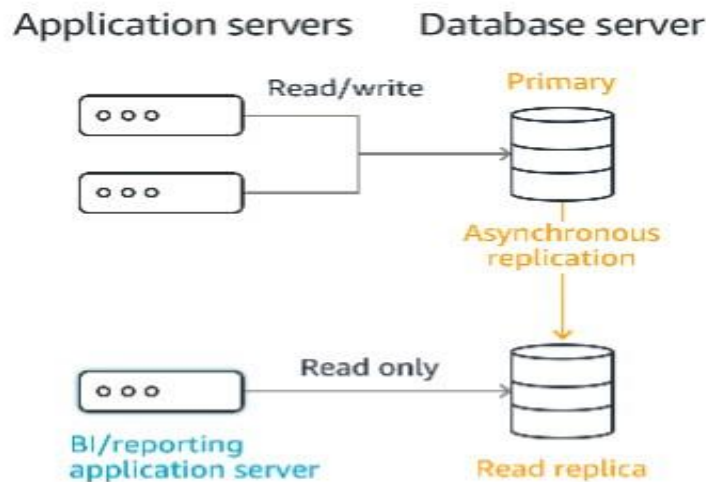 Application servers
Database server
Read/write
Primary
Asynchronous
replication
Read only
BI/reporting
application server
Read replica